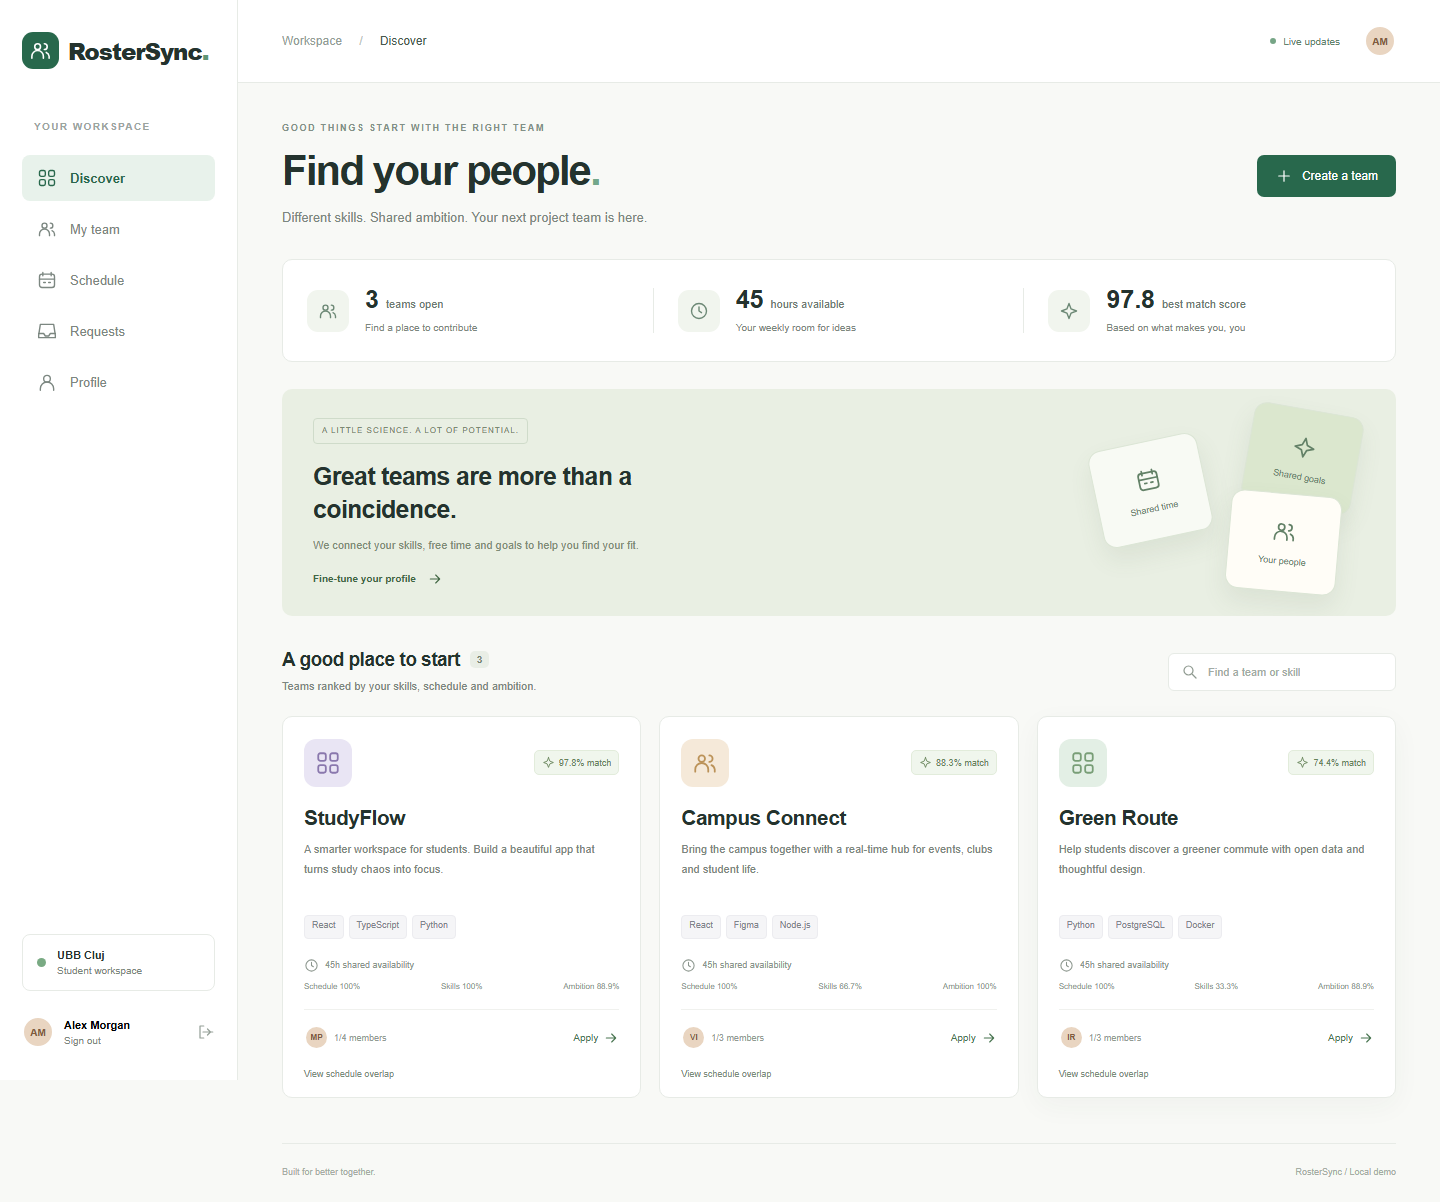 RosterSync.
YOUR WORKSPACE
Discover
My team
Schedule
Requests
Profile
UBB Cluj
Student workspace
AM
Alex Morgan
Sign out
Workspace / Discover
Live updates
AM
GOOD THINGS START WITH THE RIGHT TEAM
Find your people.
Different skills. Shared ambition. Your next project team is here.
Create a team
3 teams open
Find a place to contribute
45 hours available
Your weekly room for ideas
97.8 best match score
Based on what makes you, you
A LITTLE SCIENCE. A LOT OF POTENTIAL.
Great teams are more than a
coincidence.
We connect your skills, free time and goals to help you find your fit.
Fine-tune your profile
Shared time
Shared goals
Your people
A good place to start 3
Teams ranked by your skills, schedule and ambition.
Find a team or skill
97.8% match
StudyFlow
A smarter workspace for students. Build a beautiful app that
turns study chaos into focus.
React TypeScript Python
45h shared availability
Schedule 100% Skills 100% Ambition 88.9%
MP 1/4 members Apply
View schedule overlap
88.3% match
Campus Connect
Bring the campus together with a real-time hub for events, clubs
and student life.
React Figma Node.js
45h shared availability
Schedule 100% Skills 66.7% Ambition 100%
VI 1/3 members Apply
View schedule overlap
74.4% match
Green Route
Help students discover a greener commute with open data and
thoughtful design.
Python PostgreSQL Docker
45h shared availability
Schedule 100% Skills 33.3% Ambition 88.9%
IR 1/3 members Apply
View schedule overlap
Built for better together.
RosterSync / Local demo